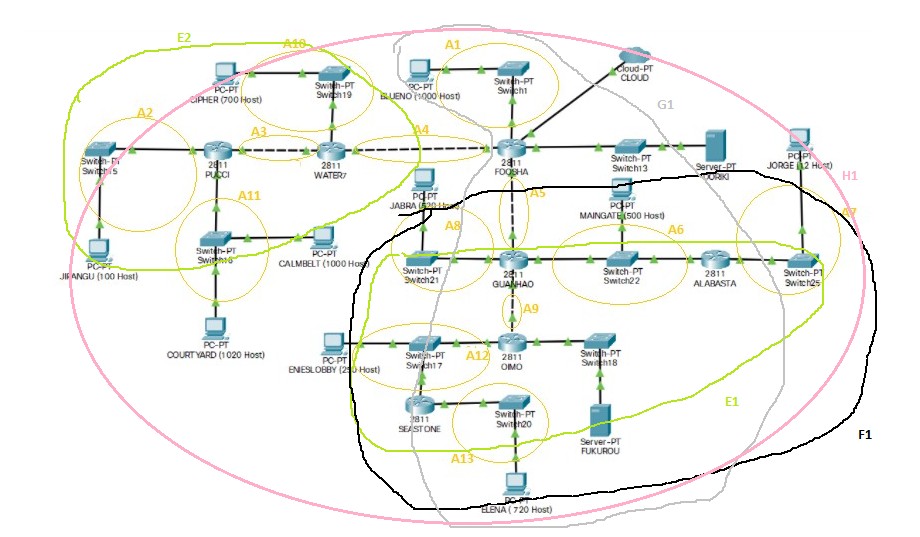 E2
A10
PC-PT
CIPHER (700 Host)
Switch-PT
Switch19
A1
PC-PT
BLUENO (1000 Host)
Switch-PT
Switch1
Cloud-PT
CLOUD
G1
A2
Switch-PT
A3
A4
2811
PUCCI
2811
WATER7
2811
FOOSHA
Switch-PT
Switch13
Server-PT
PC-PT
JORGE (12 Host)
H1
PC-PT
JABRA (520 Host)
A5
PC-PT
MAINGATE (500 Host)
A11
A8
A6
A7
Switch-PT
PC-PT
CALMBELT (1000 Host)
PC-PT
JIPANGU (100 Host)
Switch-PT
Switch21
2811
GUANHAO
Switch-PT
Switch22
2811
ALABASTA
Switch-PT
Switch25
A9
PC-PT
COURTYARD (1020 Host)
PC-PT
ENIESLOBBY (250 Host)
Switch-PT
Switch17
A12
2811
OIMO
Switch-PT
Switch18
2811
SEASTONE
Switch-PT
Switch20
Server-PT
FUKUROU
E1
F1
A13
PC-PT
ELENA ( 720 Host)